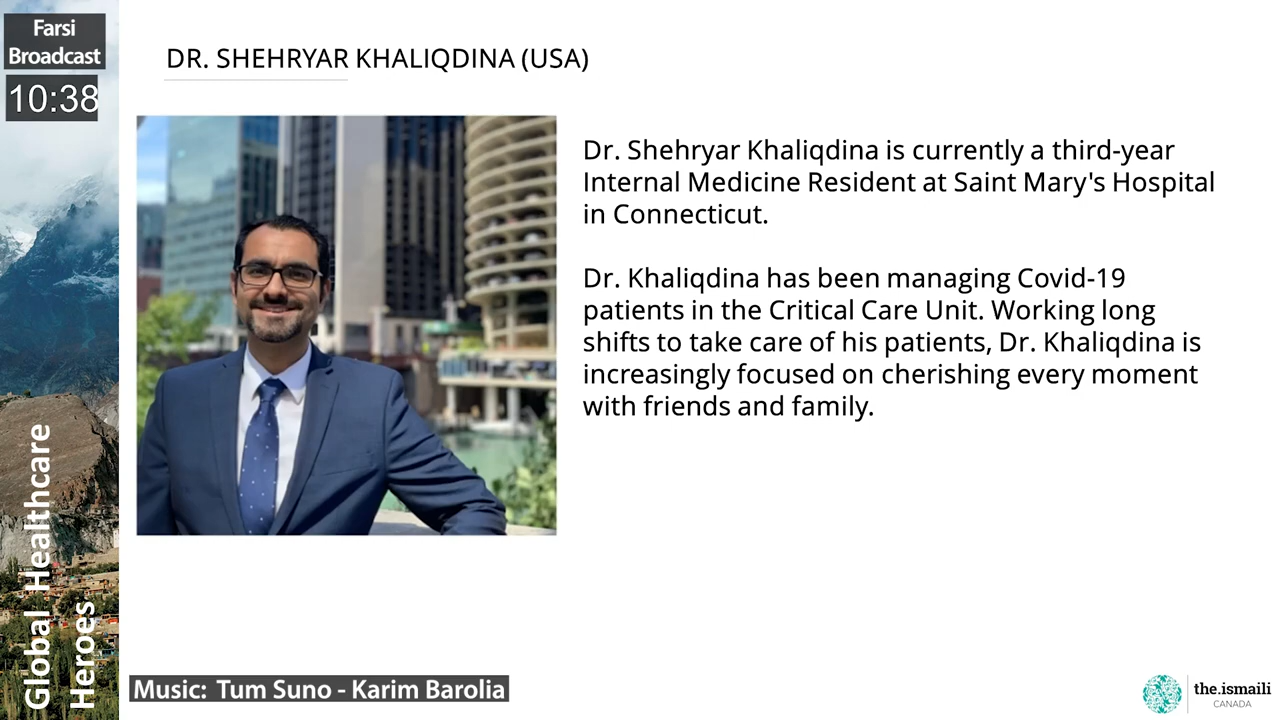 Farsi
Broadcast
10:38
DR. SHEHRYAR KHALIQDINA (USA)
Dr. Shehryar Khaliqdina is currently a third-year
Internal Medicine Resident at Saint Mary's Hospital
in Connecticut.
Dr. Khaliqdina has been managing Covid-19
patients in the Critical Care Unit. Working long
shifts to take care of his patients, Dr. Khaliqdina is
increasingly focused on cherishing every moment
with friends and family.
Global Healthcare
Heroes
Music: Tum Suno - Karim Barolia
the.ismaili
CANADA